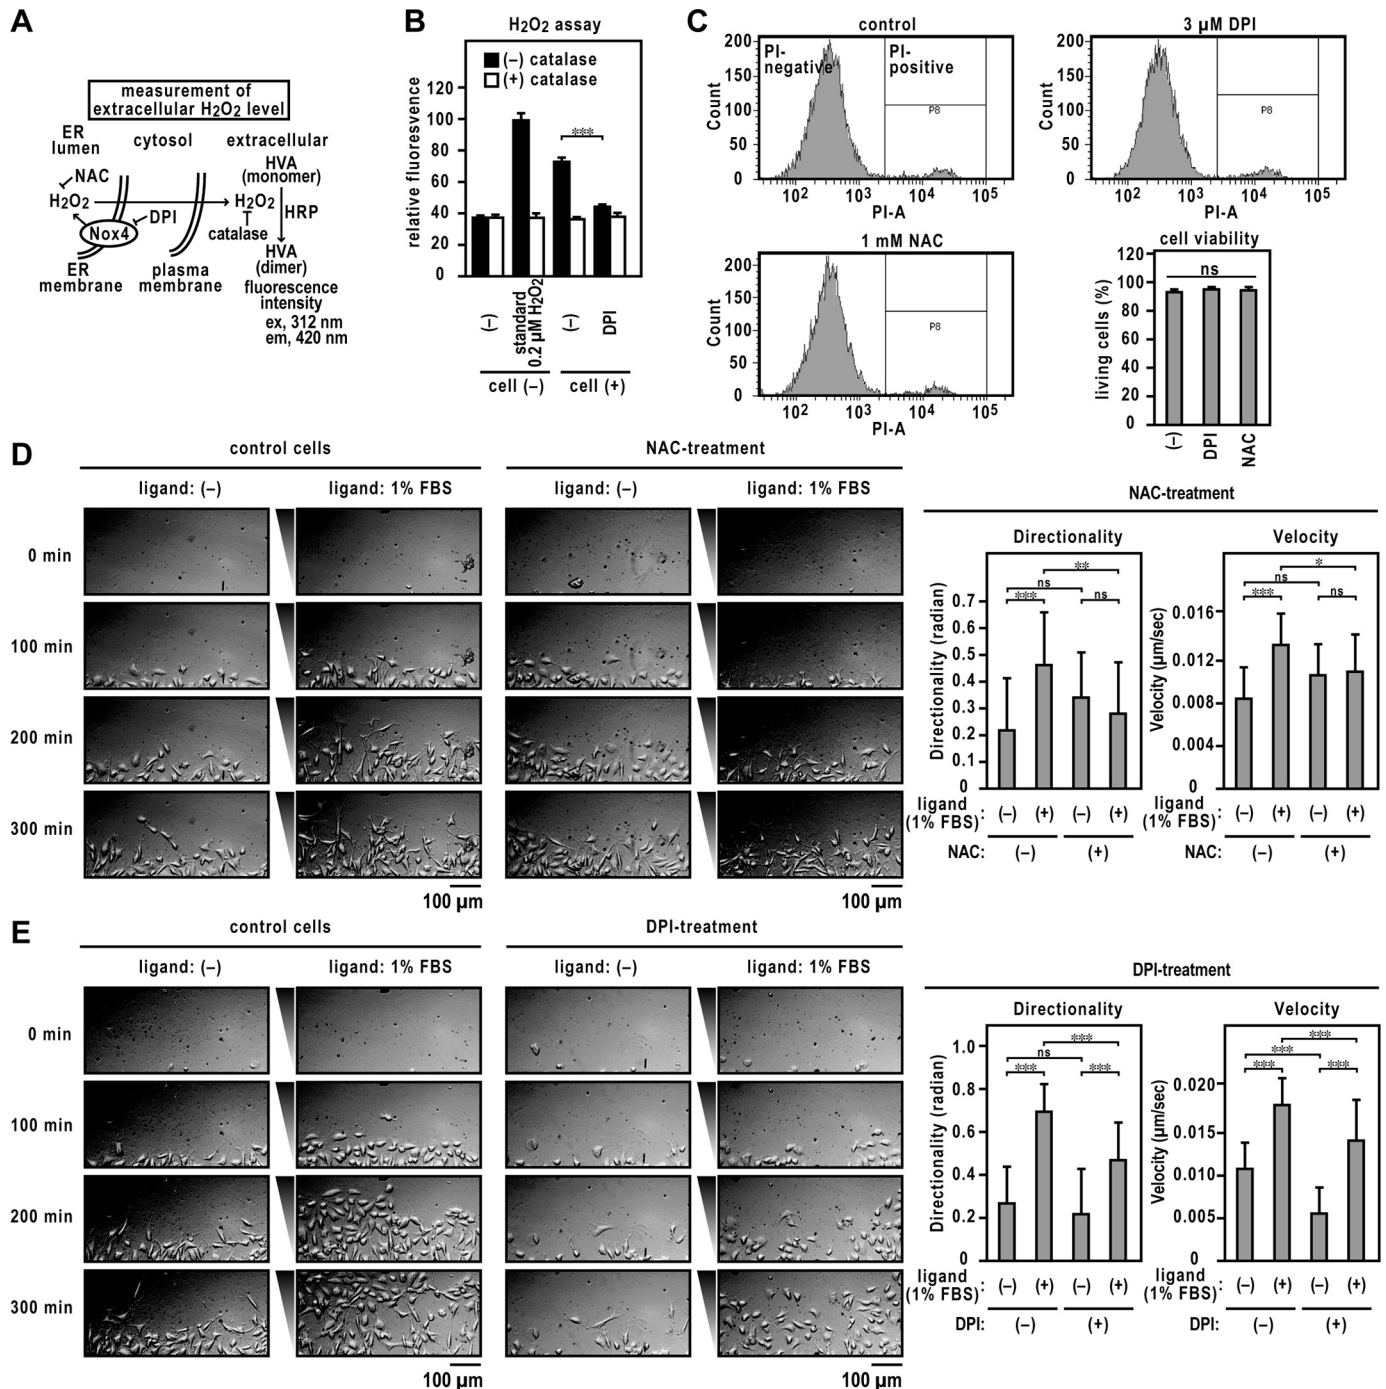 A
measurement of
extracellular H2O2 level
ER
lumen
cytosol
extracellular
HVA
(monomer)
NAC
H2O2
H2O2
HRP
DPI
Nox4
catalase
HVA
(dimer)
ER
membrane
plasma
membrane
fluorescence
intensity
ex, 312 nm
em, 420 nm
B
H2O2 assay
(–) catalase
(+) catalase
relative fluoresvence
120
100
80
60
40
20
0
***
(–)
standard
0.2 µM H2O2
(–)
DPI
cell (–)
cell (+)
C
control
PI-
negative
PI-
positive
P8
Count
200
150
100
50
0
102
103
104
105
PI-A
3 µM DPI
P8
Count
200
150
100
50
0
102
103
104
105
PI-A
1 mM NAC
P8
Count
200
150
100
50
0
102
103
104
105
PI-A
cell viability
living cells (%)
120
100
80
60
40
20
0
ns
(–)
DPI
NAC
D
control cells
NAC-treatment
ligand: (–)
ligand: 1% FBS
ligand: (–)
ligand: 1% FBS
0 min
100 min
200 min
300 min
100 µm
100 µm
NAC-treatment
Directionality
Directionality (radian)
0.7
0.6
0.5
0.4
0.3
0.2
0.1
0
**
ns
***
ns
ligand
(1% FBS):
(–)
(+)
(–)
(+)
NAC:
(–)
(+)
Velocity
Velocity (µm/sec)
0.016
0.012
0.008
0.004
0
*
ns
***
ns
ligand
(1% FBS):
(–)
(+)
(–)
(+)
NAC:
(–)
(+)
E
control cells
DPI-treatment
ligand: (–)
ligand: 1% FBS
ligand: (–)
ligand: 1% FBS
0 min
100 min
200 min
300 min
100 µm
100 µm
DPI-treatment
Directionality
Directionality (radian)
1.0
0.8
0.6
0.4
0.2
0
***
ns
***
***
ligand
(1% FBS):
(–)
(+)
(–)
(+)
DPI:
(–)
(+)
Velocity
Velocity (µm/sec)
0.020
0.015
0.010
0.005
0
***
***
***
***
ligand
(1% FBS):
(–)
(+)
(–)
(+)
DPI:
(–)
(+)